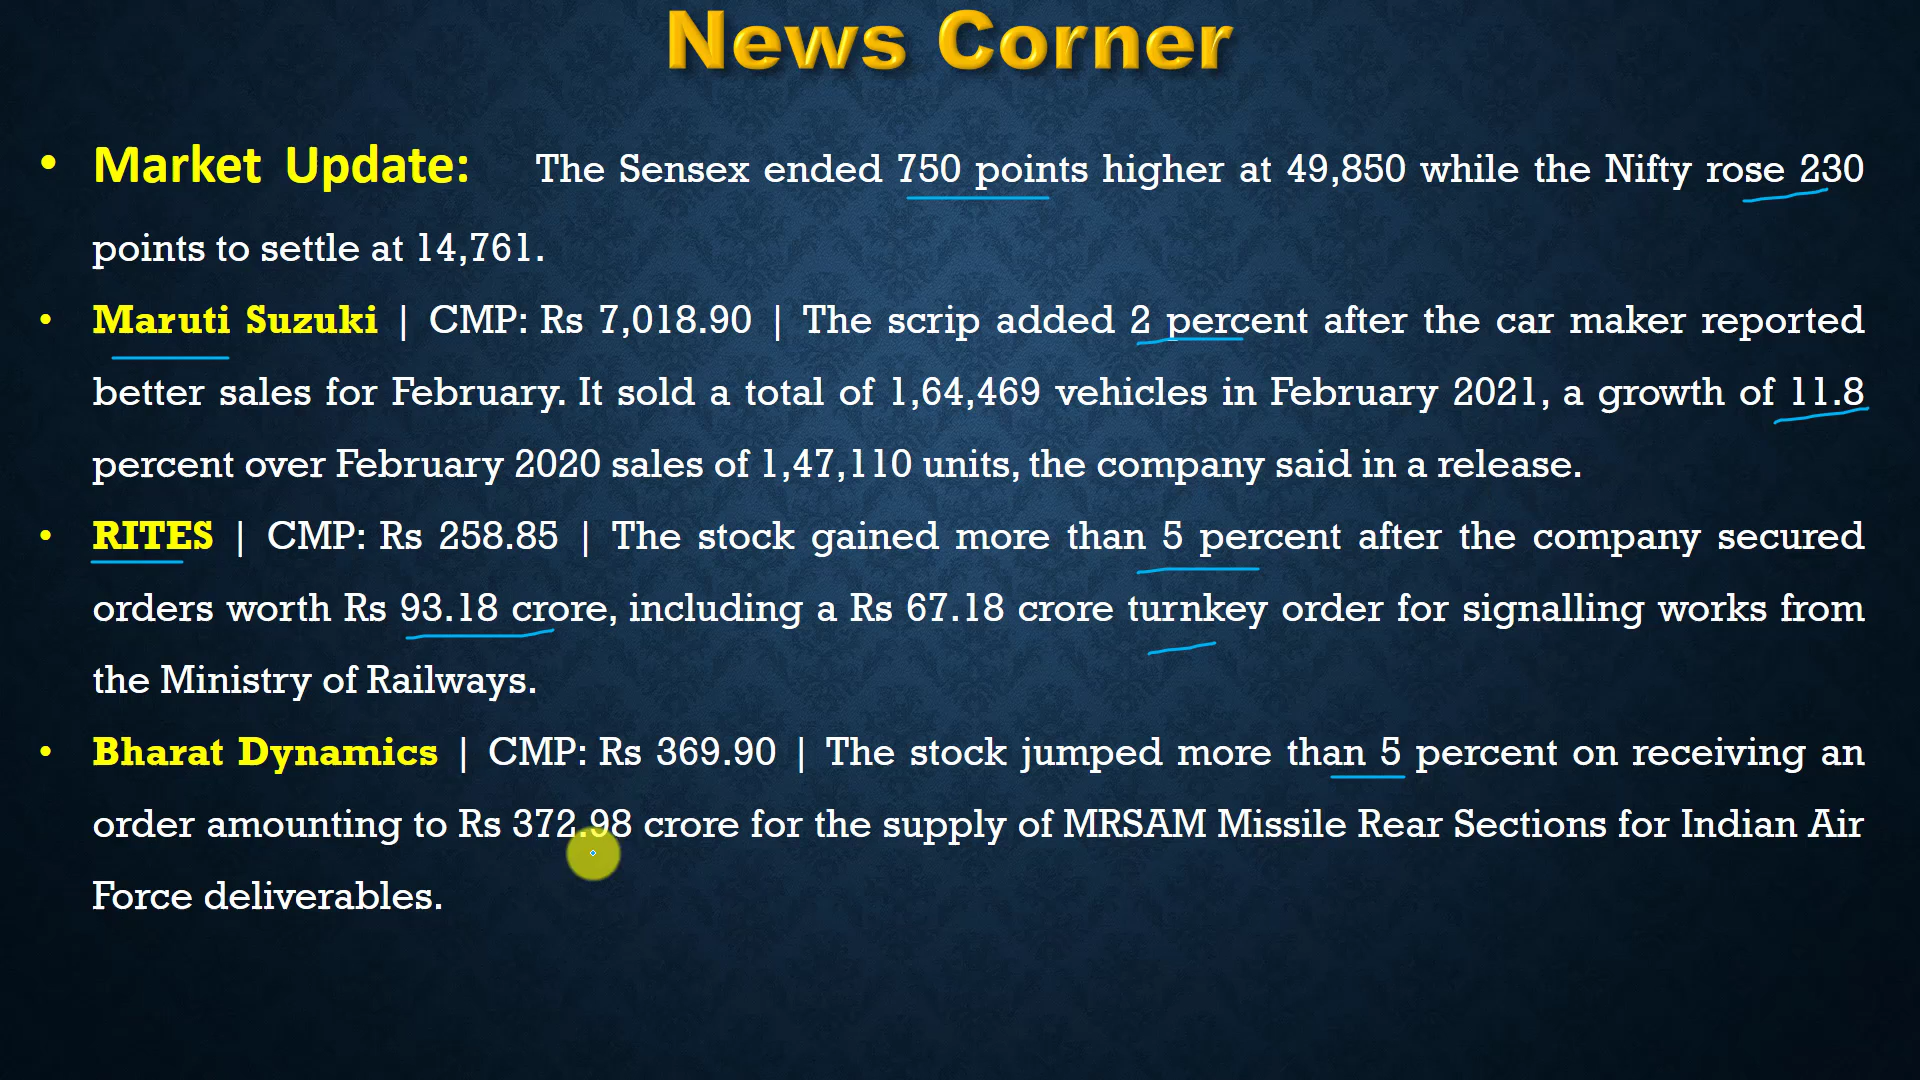 News Corner
• Market Update: The Sensex ended 750 points higher at 49,850 while the Nifty rose 230
points to settle at 14,761.
• Maruti Suzuki | CMP: Rs 7,018.90 | The scrip added 2 percent after the car maker reported
better sales for February. It sold a total of 1,64,469 vehicles in February 2021, a growth of 11.8
percent over February 2020 sales of 1,47,110 units, the company said in a release.
• RITES | CMP: Rs 258.85 | The stock gained more than 5 percent after the company secured
orders worth Rs 93.18 crore, including a Rs 67.18 crore turnkey order for signalling works from
the Ministry of Railways.
• Bharat Dynamics | CMP: Rs 369.90 | The stock jumped more than 5 percent on receiving an
order amounting to Rs 372.98 crore for the supply of MRSAM Missile Rear Sections for Indian Air
Force deliverables.